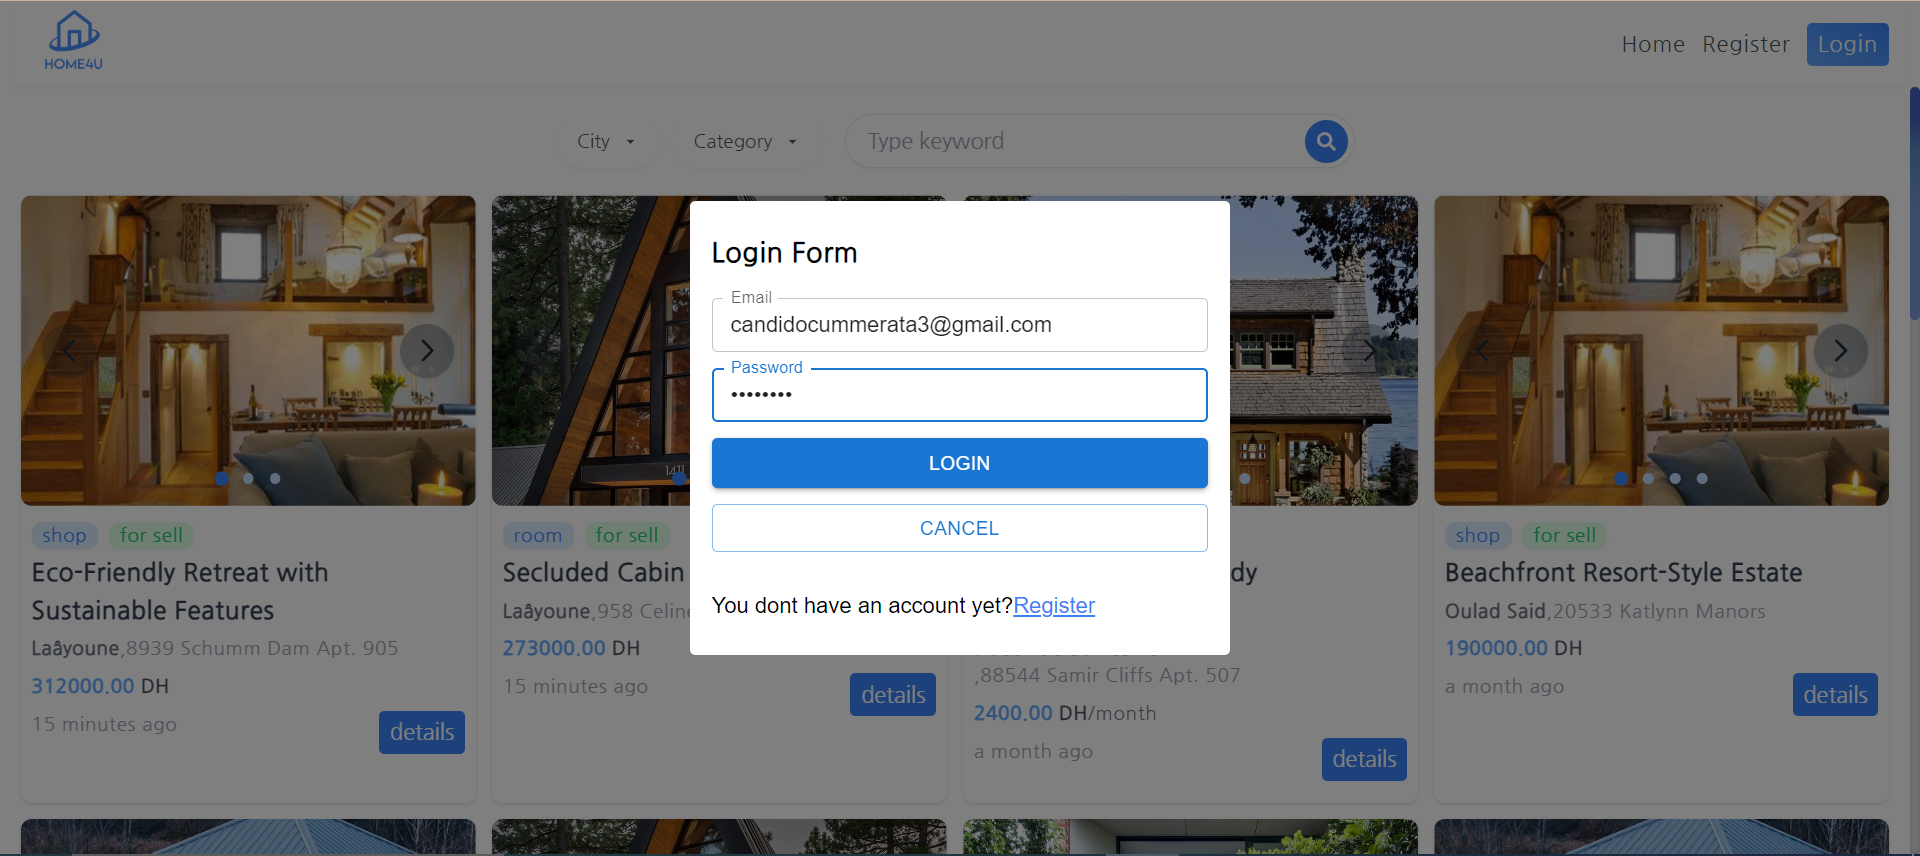 HOME4U
Home Register Login
City Category Type keyword
Login Form
Email
candidocummerata3@gmail.com
Password
••••••••
LOGIN
CANCEL
You dont have an account yet?Register
shop for sell
Eco-Friendly Retreat with
Sustainable Features
Laâyoune,8939 Schumm Dam Apt. 905
312000.00 DH
15 minutes ago
details
1411
room for sell
Secluded Cabin
Laâyoune,958
273000.00 DH
15 minutes ago
details
,88544 Samir Cliffs Apt. 507
2400.00 DH/month
a month ago
details
shop for sell
Beachfront Resort-Style Estate
Oulad Said,20533 Katlynn Manors
190000.00 DH
a month ago
details